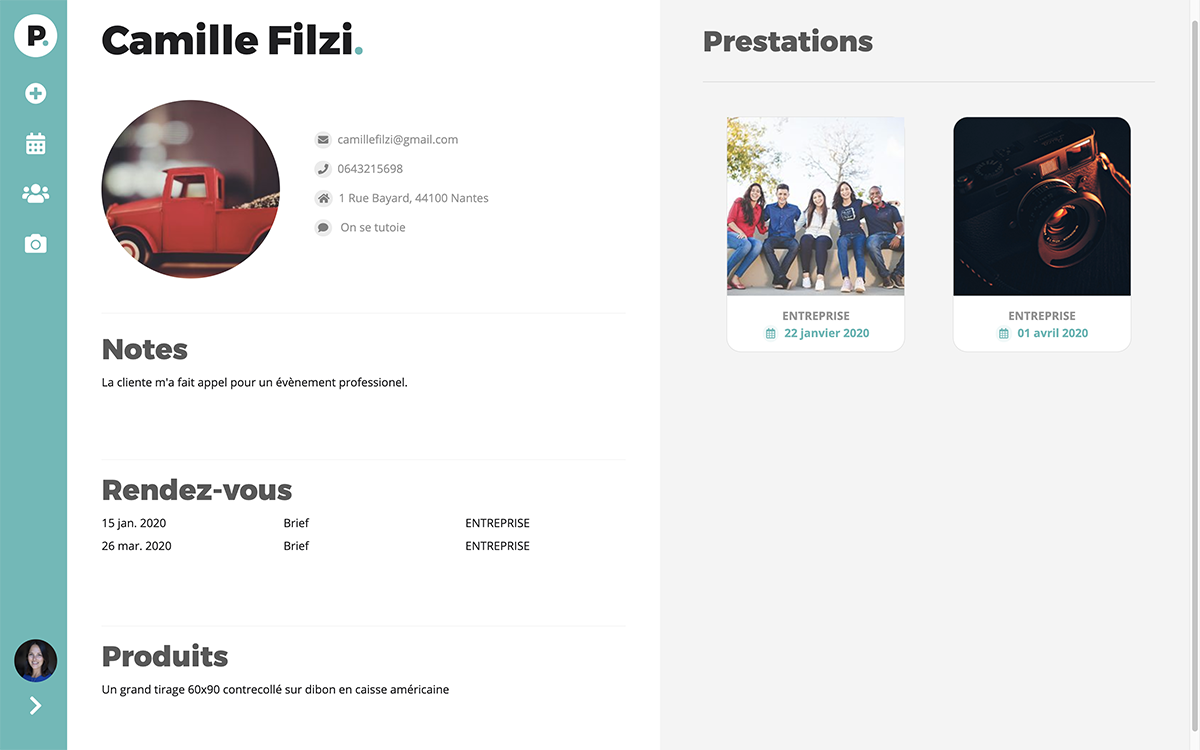 P.
Camille Filzi.
camillefilzi@gmail.com
0643215698
1 Rue Bayard, 44100 Nantes
On se tutoie
Notes
La cliente m'a fait appel pour un évènement professionel.
Rendez-vous
15 jan. 2020 Brief ENTREPRISE
26 mar. 2020 Brief ENTREPRISE
Produits
Un grand tirage 60x90 contrecollé sur dibon en caisse américaine
Prestations
ENTREPRISE
22 janvier 2020
ENTREPRISE
01 avril 2020